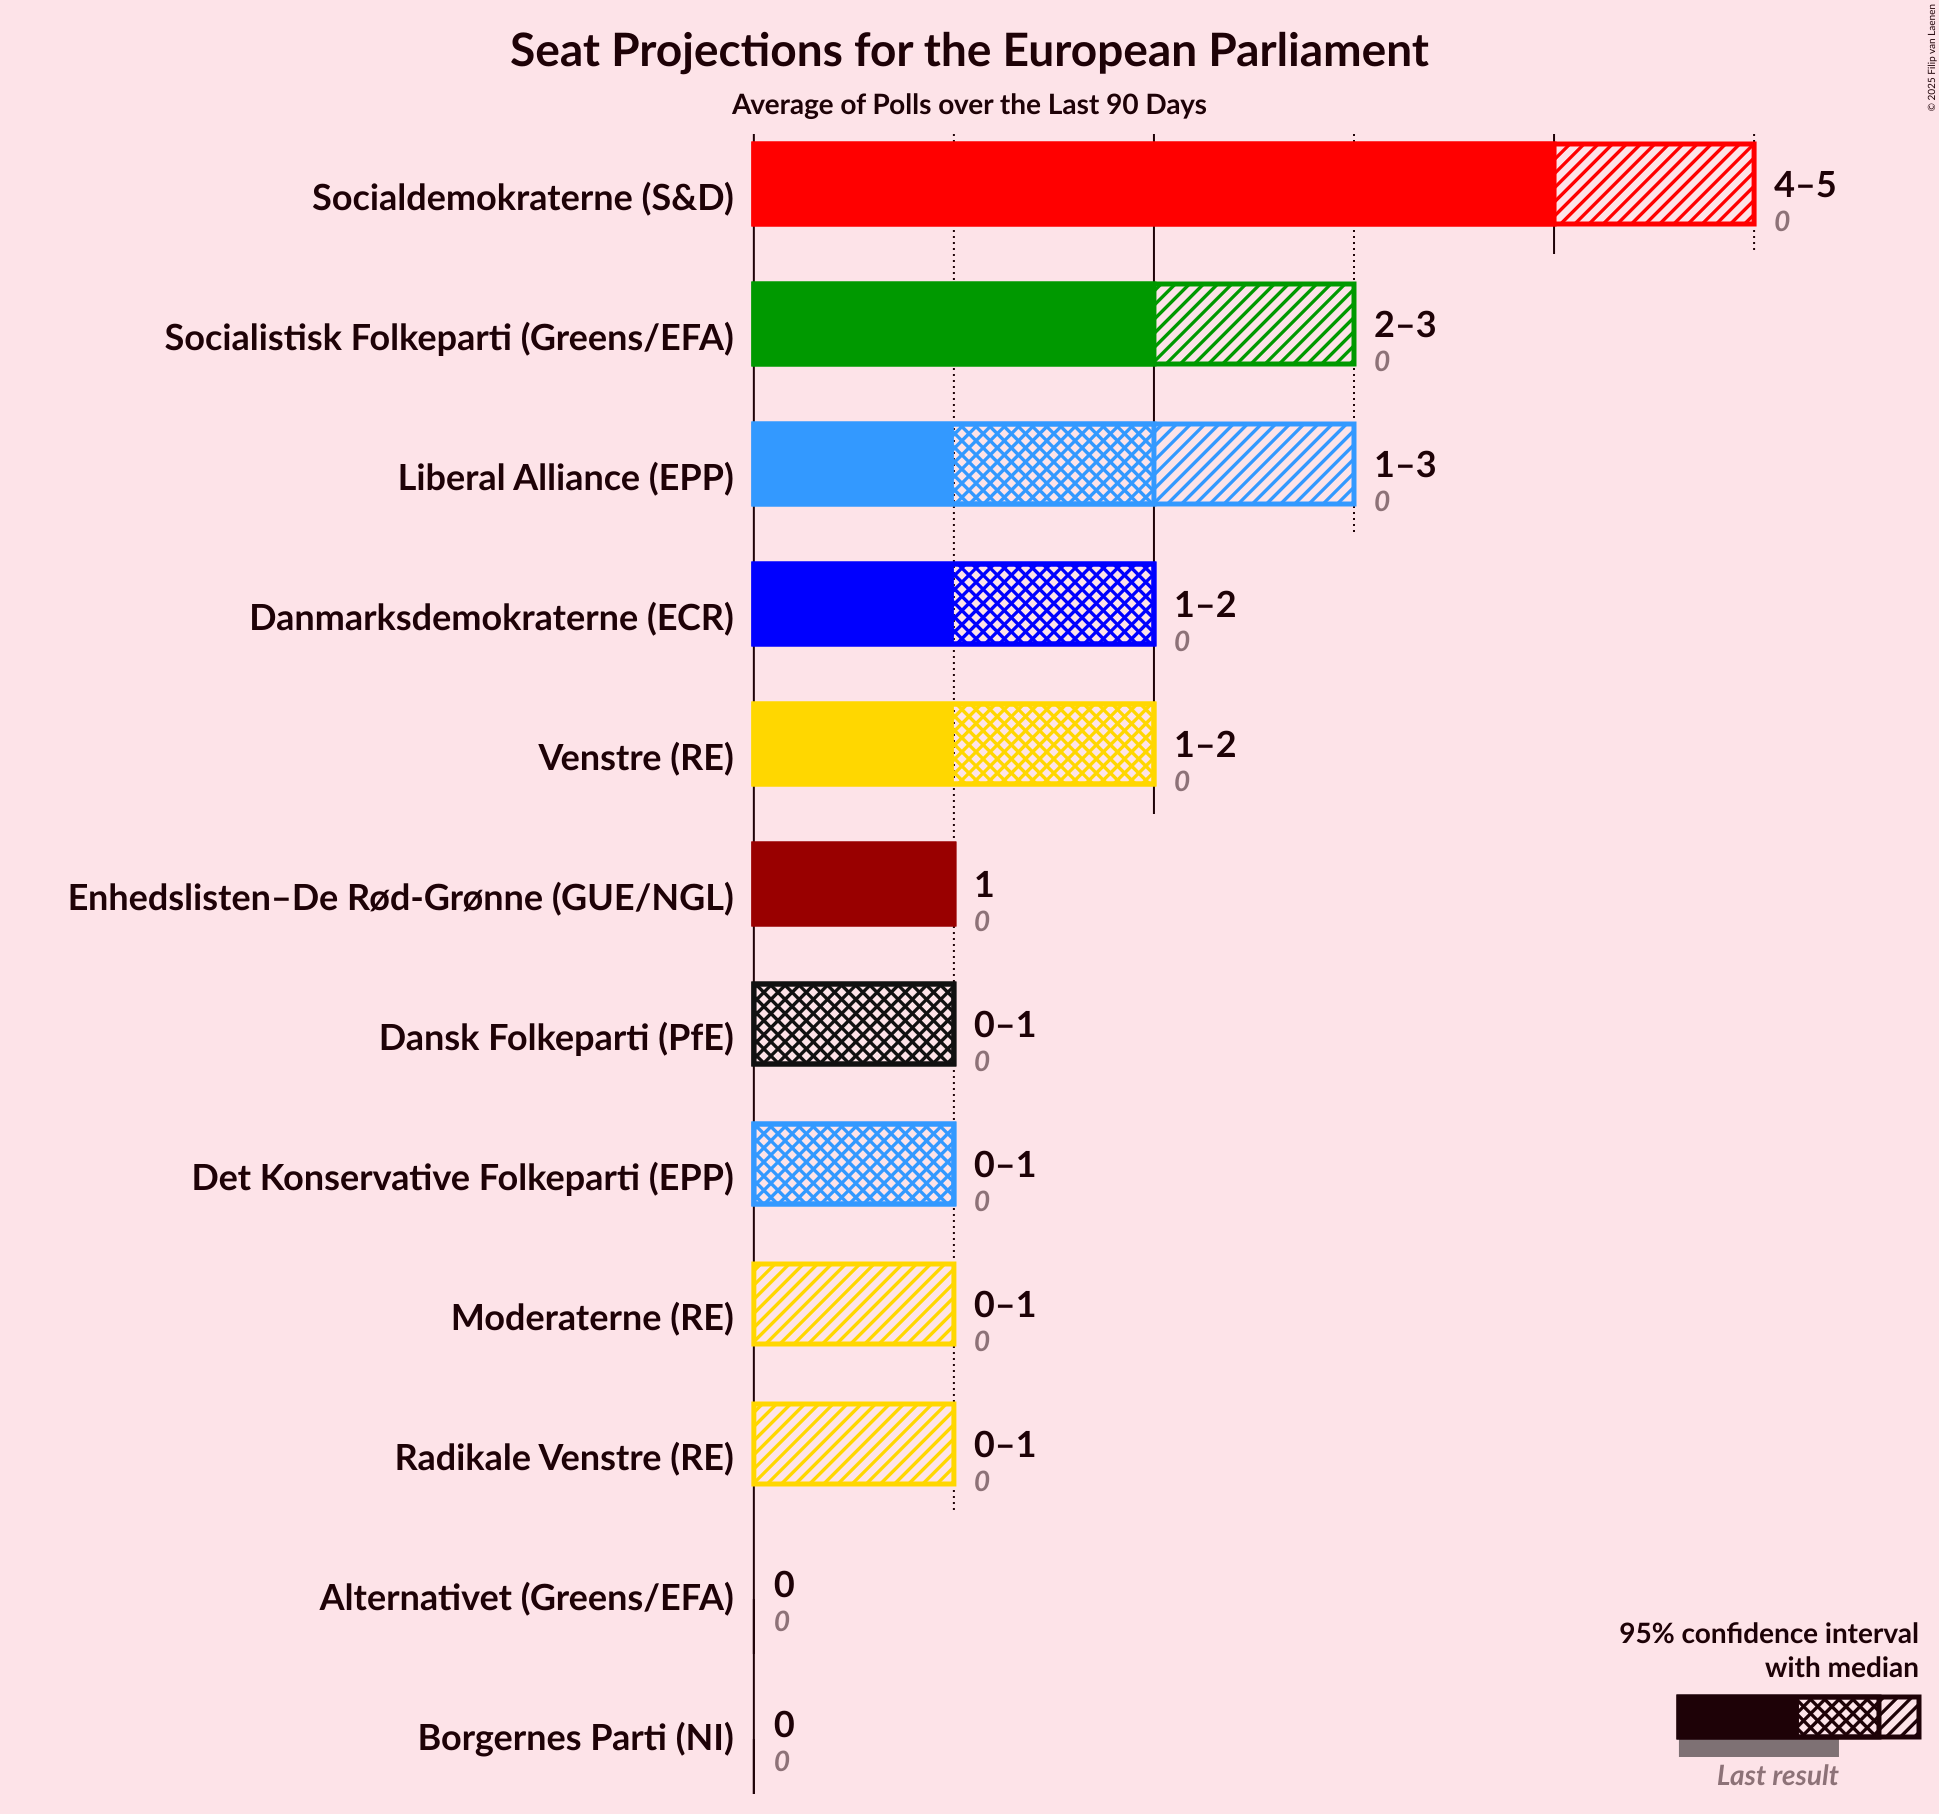 Seat Projections for the European Parliament
Average of Polls over the Last 90 Days
© 2025 Filip van Laenen
Socialdemokraterne (S&D)
4–5
0
Socialistisk Folkeparti (Greens/EFA)
2–3
0
Liberal Alliance (EPP)
1–3
0
Danmarksdemokraterne (ECR)
1–2
0
Venstre (RE)
1–2
0
Enhedslisten–De Rød-Grønne (GUE/NGL)
1
0
Dansk Folkeparti (PfE)
0–1
0
Det Konservative Folkeparti (EPP)
0–1
0
Moderaterne (RE)
0–1
0
Radikale Venstre (RE)
0–1
0
Alternativet (Greens/EFA)
0
0
Borgernes Parti (NI)
0
0
95% confidence interval
with median
Last result